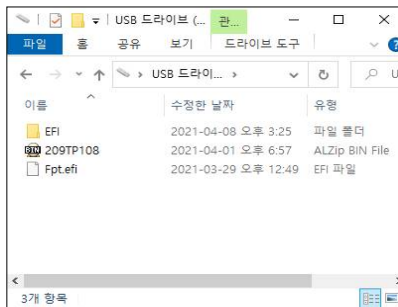 USB 드라이브 (... 관...
파일 홈 공유 보기 드라이브 도구
USB 드라이... U
이름 수정한 날짜 유형
EFI 2021-04-08 오후 3:25 파일 폴더
BIN 209TP108 2021-04-01 오후 6:57 ALZip BIN File
Fpt.efi 2021-03-29 오후 12:49 EFI 파일
3개 항목